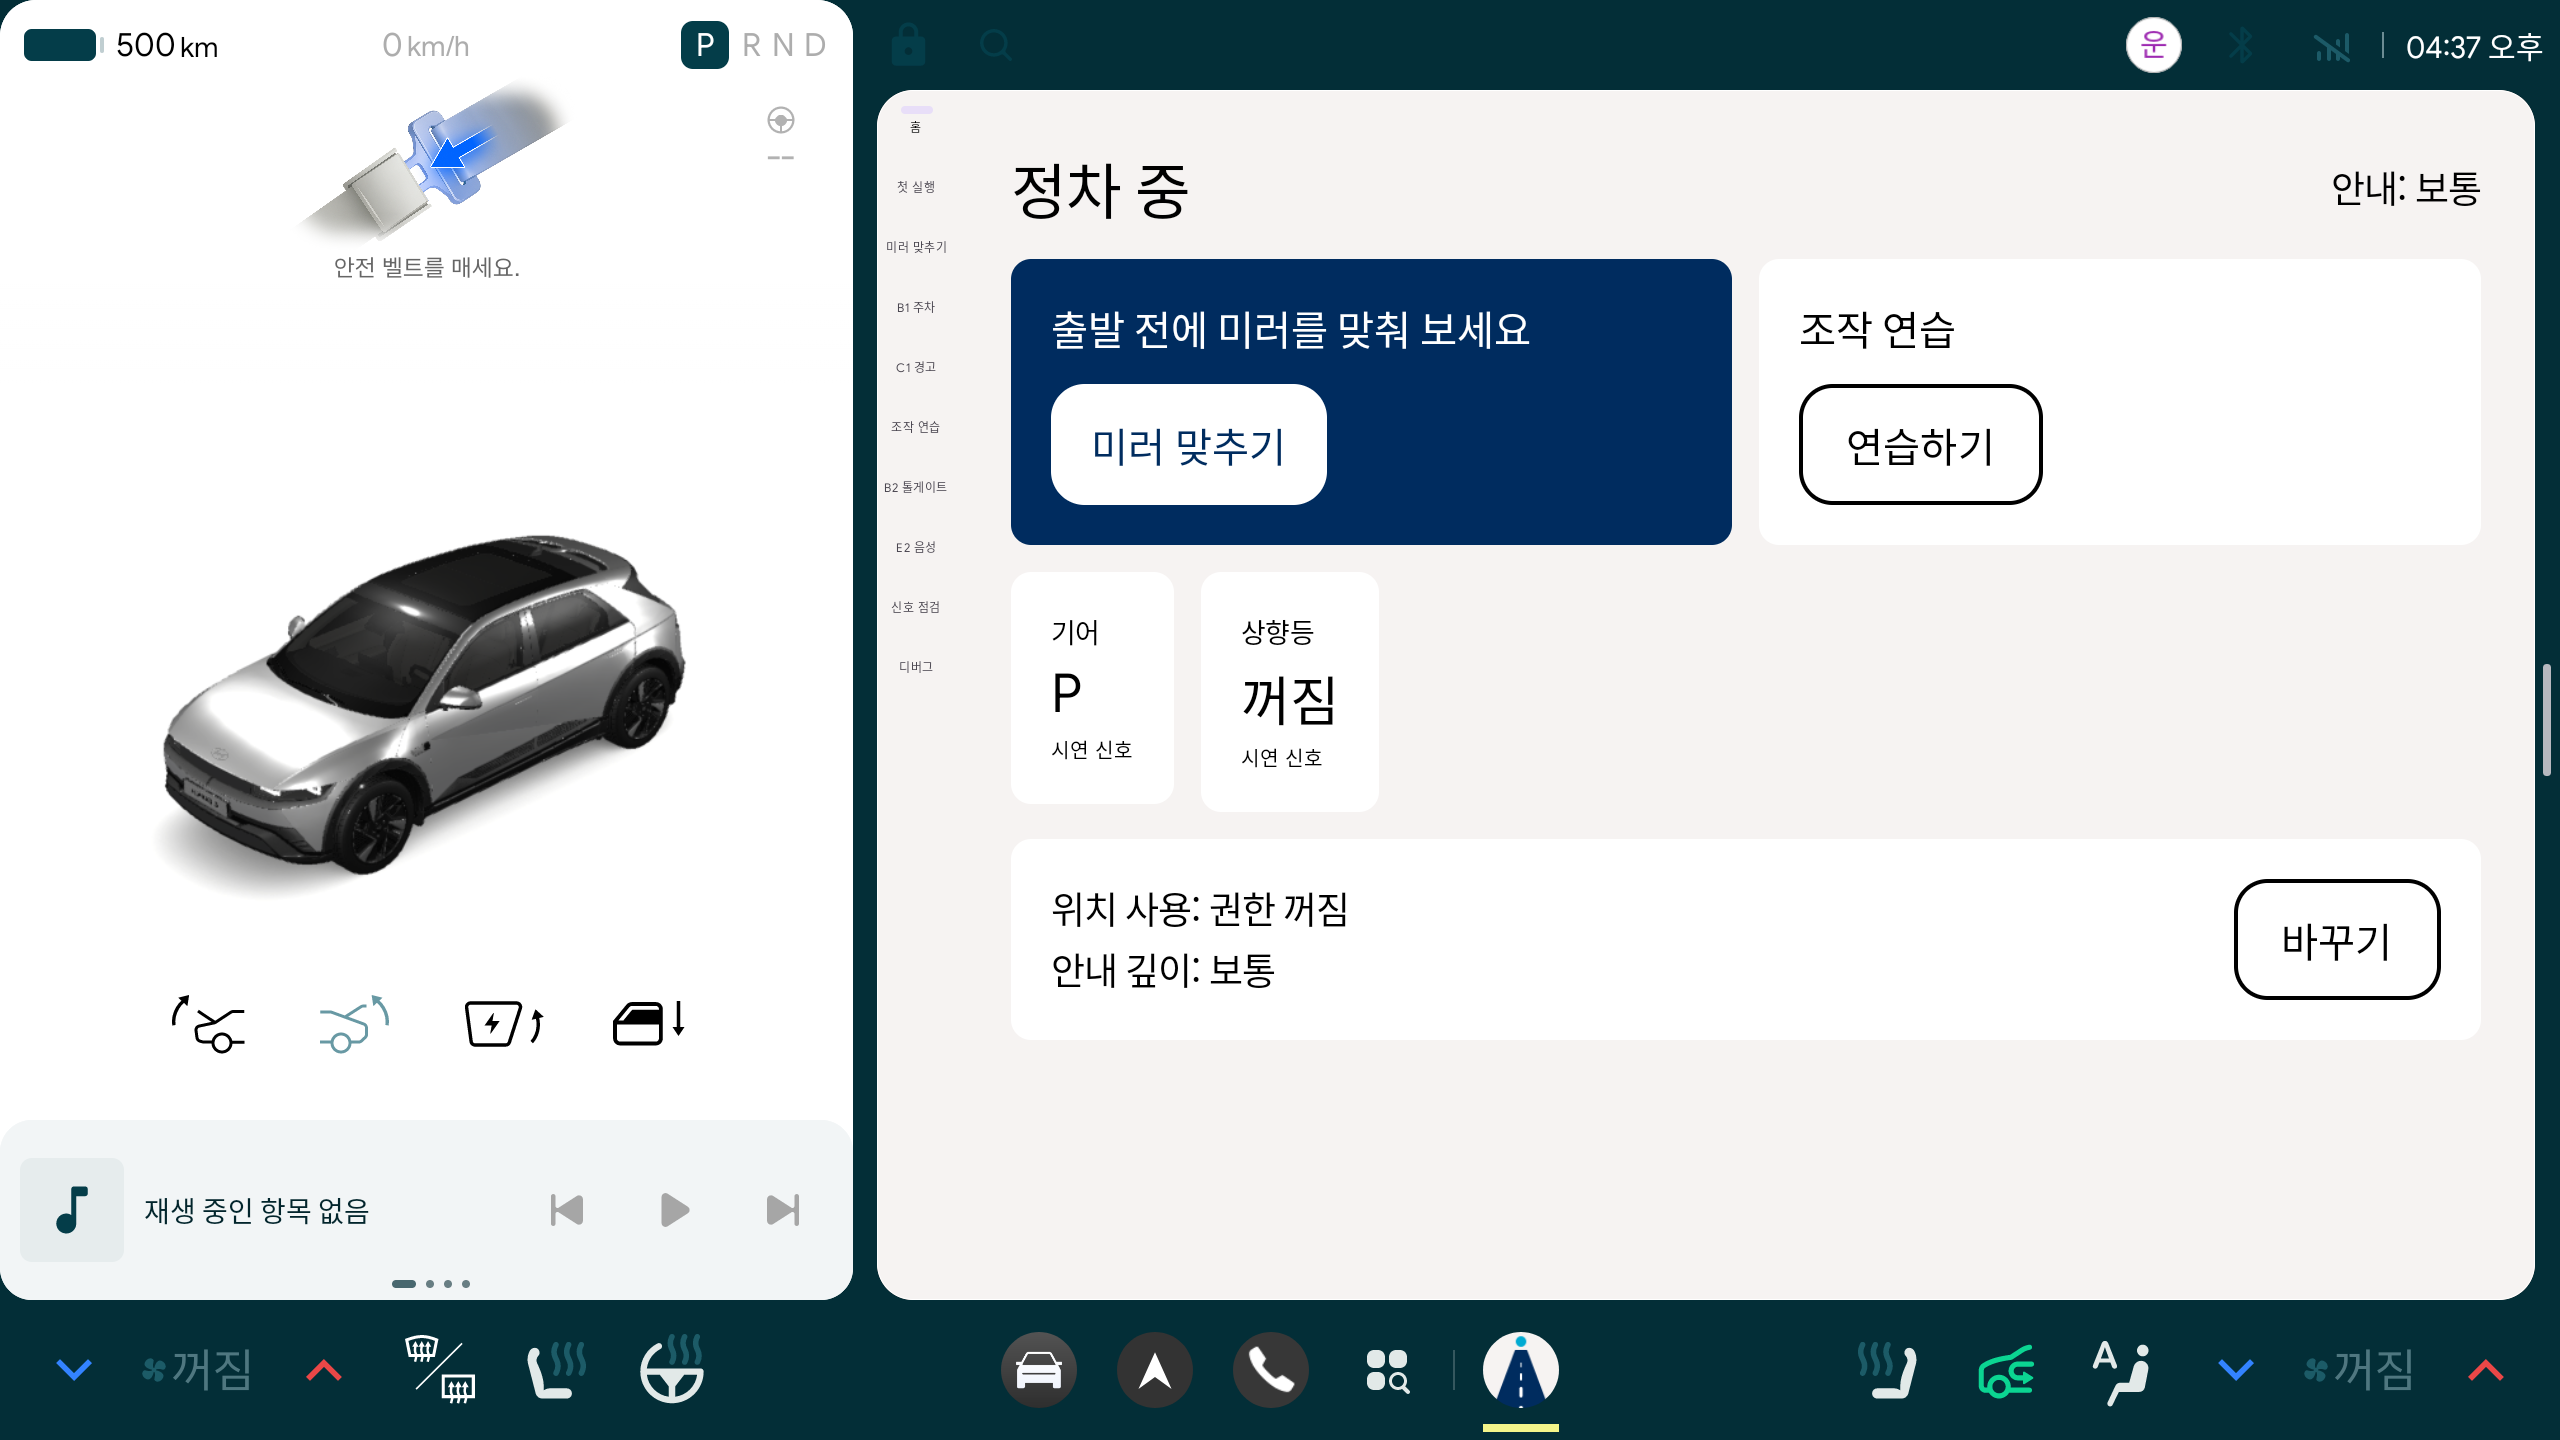 500 km
0 km/h
P R N D
안전 벨트를 매세요.
재생 중인 항목 없음
운
04:37 오후
홈
첫 실행
미러 맞추기
B1 주차
C1 경고
조작 연습
B2 톨게이트
E2 음성
신호 점검
디버그
정차 중
안내: 보통
출발 전에 미러를 맞춰 보세요
미러 맞추기
조작 연습
연습하기
기어
P
시연 신호
상향등
꺼짐
시연 신호
위치 사용: 권한 꺼짐
안내 깊이: 보통
바꾸기
꺼짐
A
꺼짐